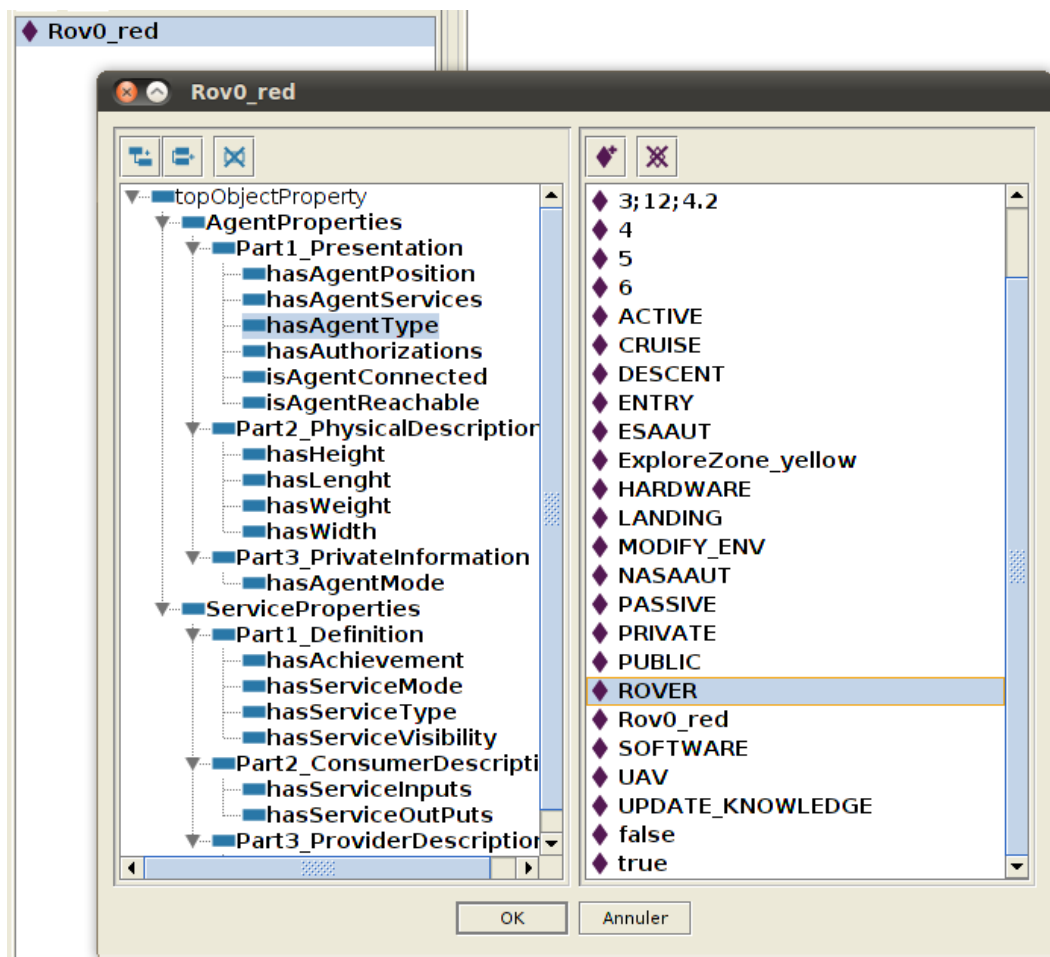 Rov0_red
Rov0_red
topObjectProperty
AgentProperties
Part1_Presentation
hasAgentPosition
hasAgentServices
hasAgentType
hasAuthorizations
isAgentConnected
isAgentReachable
Part2_PhysicalDescription
hasHeight
hasLenght
hasWeight
hasWidth
Part3_PrivateInformation
hasAgentMode
ServiceProperties
Part1_Definition
hasAchievement
hasServiceMode
hasServiceType
hasServiceVisibility
Part2_ConsumerDescripti
hasServiceInputs
hasServiceOutPuts
Part3_ProviderDescription
3;12;4.2
4
5
6
ACTIVE
CRUISE
DESCENT
ENTRY
ESAAUT
ExploreZone_yellow
HARDWARE
LANDING
MODIFY_ENV
NASAAUT
PASSIVE
PRIVATE
PUBLIC
ROVER
Rov0_red
SOFTWARE
UAV
UPDATE_KNOWLEDGE
false
true
OK
Annuler